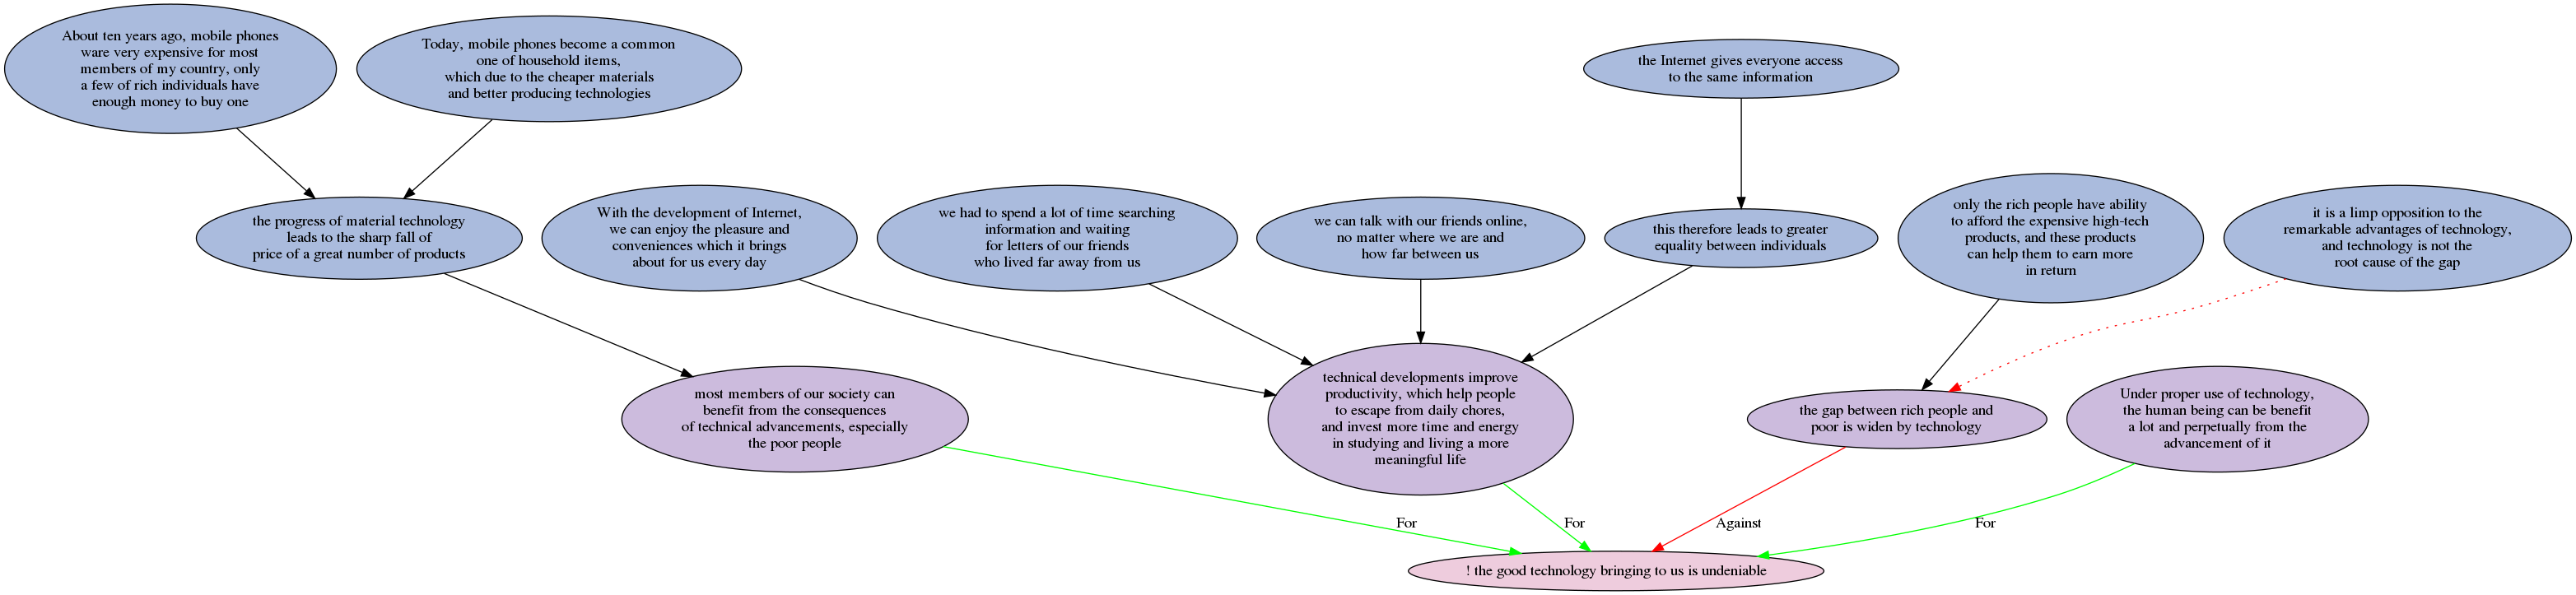 About ten years ago, mobile phones
ware very expensive for most
members of my country, only
a few of rich individuals have
enough money to buy one
Today, mobile phones become a common
one of household items,
which due to the cheaper materials
and better producing technologies
the Internet gives everyone access
to the same information
the progress of material technology
leads to the sharp fall of
price of a great number of products
With the development of Internet,
we can enjoy the pleasure and
conveniences which it brings
about for us every day
we had to spend a lot of time searching
information and waiting
for letters of our friends
who lived far away from us
we can talk with our friends online,
no matter where we are and
how far between us
this therefore leads to greater
equality between individuals
only the rich people have ability
to afford the expensive high-tech
products, and these products
can help them to earn more
in return
it is a limp opposition to the
remarkable advantages of technology,
and technology is not the
root cause of the gap
most members of our society can
benefit from the consequences
of technical advancements, especially
the poor people
technical developments improve
productivity, which help people
to escape from daily chores,
and invest more time and energy
in studying and living a more
meaningful life
the gap between rich people and
poor is widen by technology
Under proper use of technology,
the human being can be benefit
a lot and perpetually from the
advancement of it
For
For
Against
For
! the good technology bringing to us is undeniable